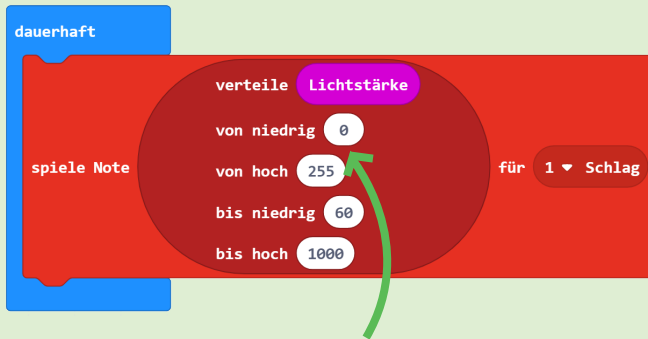 dauerhaft
verteile Lichtstärke
von niedrig 0
spiele Note von hoch 255 für 1 Schlag
bis niedrig 60
bis hoch 1000